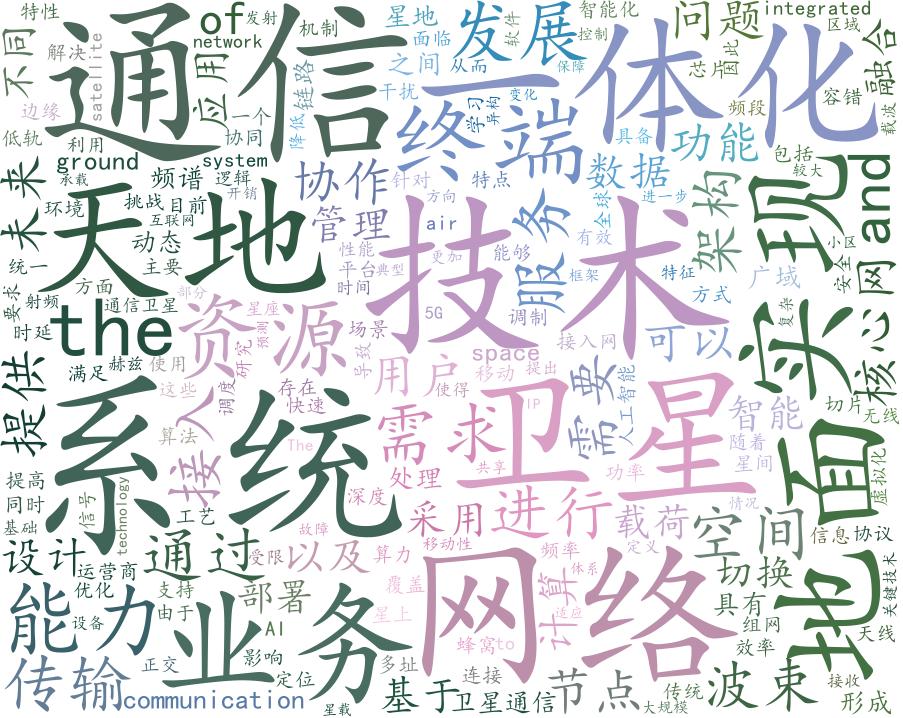 特性
of
发射
机制
星地
发展
软件
智能化
问题
integrated
不同
通信
network
面临
控制
区域
融合
解决
satellite
应用
之间
从而
保障
芯片
因此
一体化
边缘
一个
降低
链路
干扰
学习
异构
变化
频段
容错
载波
低轨
利用
协同
终端
具备
功能
ground
system
承载
频谱
逻辑
开销
协作
针对
特点
数据
包括
较大
未来
环境
天地
挑战
目前
互联网
管理
方向
全球
进一步
架构
实现
and
动态
技术
air
服务
有效
小区
主要
性能
更加
能够
统一
方面
平台
典型
框架
特征
广域
安全
核心网
要求
射频
通信卫星
部分
时间
方式
复杂
时延
the
资源
星座
预测
研究
场景
5G
调制
接入网
可以
导致
space
满足
赫兹
使用
用户
移动
提出
提供
这些
调度
存在
快速
使得
IP
需要
人工智能
切片
无线
系统
接入
算法
The
需求
卫星
智能
随着
星间
地面
虚拟化
提高
处理
共享
功率
同时
信号
technology
工艺
深度
情况
基础
故障
采用
进行
载荷
空间
信息
协议
设计
运营商
通过
受限
以及
算力
移动性
频率
定义
体系
切换
关键技术
优化
支持
部署
覆盖
网络
计算
适应
具有
能力
设备
由于
业务
AI
星上
组网
天线
影响
蜂窝
to
效率
传输
正交
定位
多址
连接
节点
传统
波束
接收
communication
星载
基于
卫星通信
大规模
形成